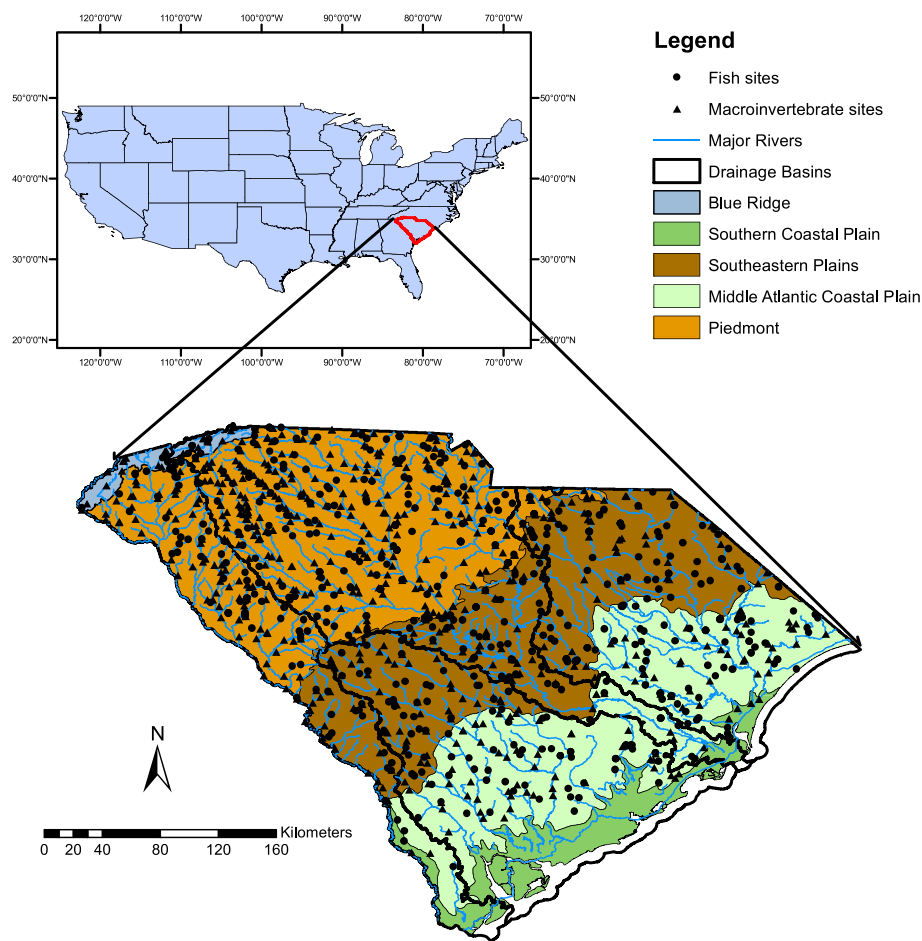 120°0'0"W 110°0'0"W 100°0'0"W 90°0'0"W 80°0'0"W 70°0'0"W
50°0'0"N 50°0'0"N
40°0'0"N 40°0'0"N
30°0'0"N 30°0'0"N
20°0'0"N 20°0'0"N
120°0'0"W 110°0'0"W 100°0'0"W 90°0'0"W 80°0'0"W 70°0'0"W
Legend
Fish sites
Macroinvertebrate sites
Major Rivers
Drainage Basins
Blue Ridge
Southern Coastal Plain
Southeastern Plains
Middle Atlantic Coastal Plain
Piedmont
N
Kilometers
0 20 40 80 120 160